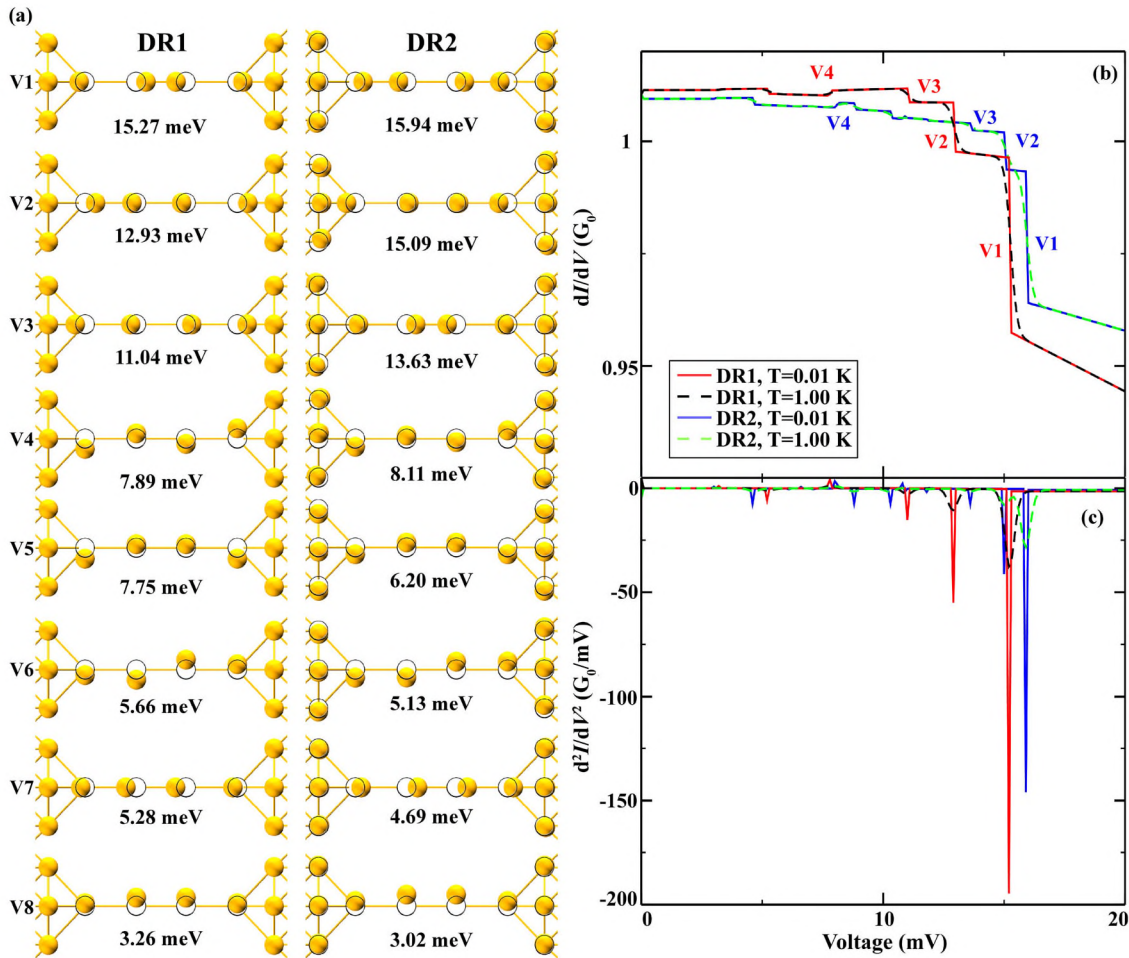 (a)
DR1 DR2
V1
15.27 meV 15.94 meV
V2
12.93 meV 15.09 meV
V3
11.04 meV 13.63 meV
V4
7.89 meV 8.11 meV
V5
7.75 meV 6.20 meV
V6
5.66 meV 5.13 meV
V7
5.28 meV 4.69 meV
V8
3.26 meV 3.02 meV
(b)
V4 V3
V4 V3
V2 V2
V1 V1
1
0.95
dI/dV (G₀)
DR1, T=0.01 K
DR1, T=1.00 K
DR2, T=0.01 K
DR2, T=1.00 K
(c)
0
-50
-100
-150
-200
d²I/dV² (G₀/mV)
0 10 20
Voltage (mV)